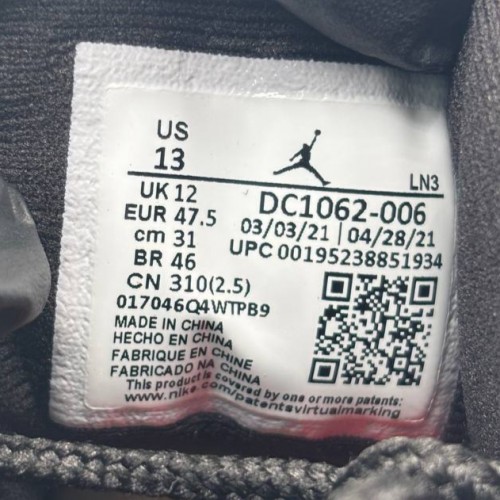 US
13
LN3
UK 12
EUR 47.5
cm 31
BR 46
CN 310(2.5)
DC1062-006
03/03/21 | 04/28/21
UPC 00195238851934
017046Q4WTPB9
MADE IN CHINA
HECHO EN CHINA
FABRIQUE EN CHINE
FABRICADO NA CHINA
This product is covered by one or more patents:
www.nike.com/patentsvirtualmarking